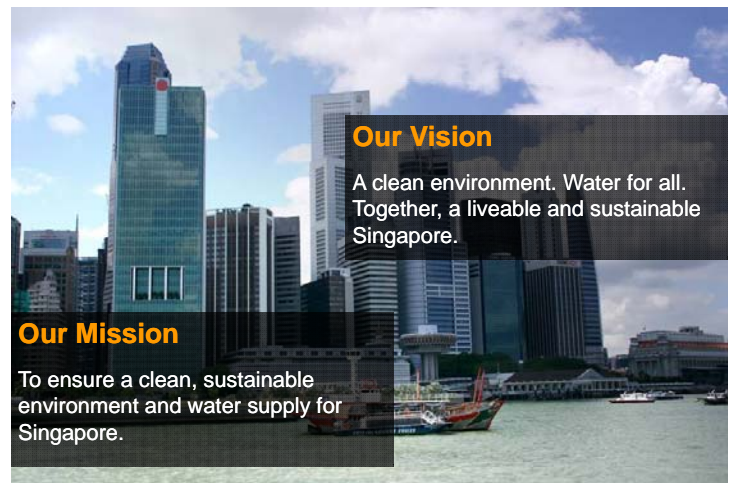 Our Vision
A clean environment. Water for all.
Together, a liveable and sustainable
Singapore.
Our Mission
To ensure a clean, sustainable
environment and water supply for
Singapore.